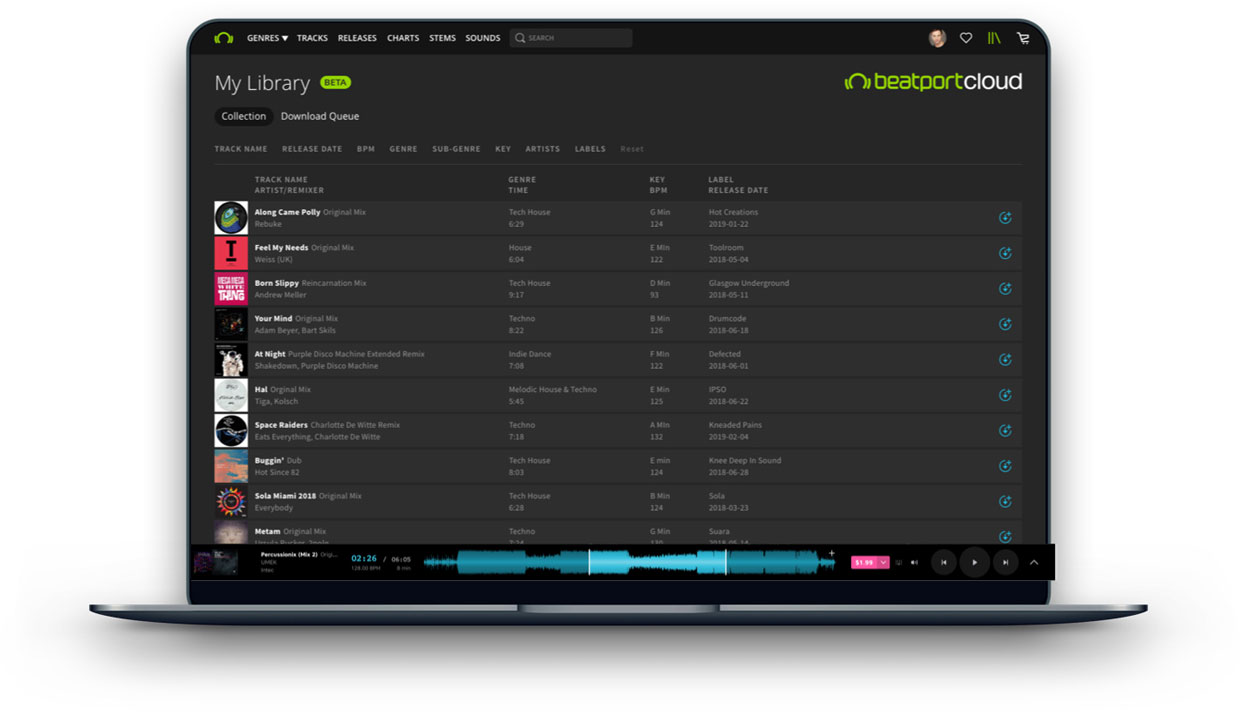 GENRES TRACKS RELEASES CHARTS STEMS SOUNDS SEARCH
My Library BETA
beatportcloud
Collection Download Queue
TRACK NAME RELEASE DATE BPM GENRE SUB-GENRE KEY ARTISTS LABELS Reset
TRACK NAME GENRE KEY LABEL
ARTIST/REMIXER TIME BPM RELEASE DATE
Along Came Polly Original Mix Tech House G Min Hot Creations
Rebuke 6:29 124 2019-01-22
Feel My Needs Original Mix House E Min Toolroom
Weiss (UK) 6:04 122 2018-05-04
MEGA MEGA
WHITE
THING
Born Slippy Reincarnation Mix Tech House D Min Glasgow Underground
Andrew Meller 9:17 93 2018-05-11
Your Mind Original Mix Techno B Min Drumcode
Adam Beyer, Bart Skils 8:22 126 2018-06-18
At Night Purple Disco Machine Extended Remix Indie Dance F Min Defected
Shakedown, Purple Disco Machine 7:08 122 2018-06-01
Hal Orginal Mix Melodic House & Techno E Min IPSO
Tiga, Kolsch 5:45 125 2018-06-22
Space Raiders Charlotte De Witte Remix Techno A Min Kneaded Pains
Eats Everything, Charlotte De Witte 7:18 132 2019-02-04
Buggin' Dub Tech House E min Knee Deep In Sound
Hot Since 82 8:03 124 2018-06-28
Sola Miami 2018 Original Mix Tech House B Min Sola
Everybody 6:28 124 2018-03-23
Metam Original Mix Techno G Min Suara
Percussionix (Mix 2) Origi... 02:26 / 06:05 $1.99
UMEK 128.00 BPM B min
Intec